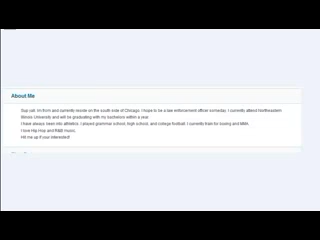 About Me
Sup yall. Im from and currently reside on the south side of Chicago. I hope to be a law enforcement officer someday. I currently attend Northeastern
Illinois University and will be graduating with my bachelors within a year.
I have always been into athletics. I played grammar school, high school, and college football. I currently train for boxing and MMA.
I love Hip Hop and R&B music.
Hit me up if your interested!